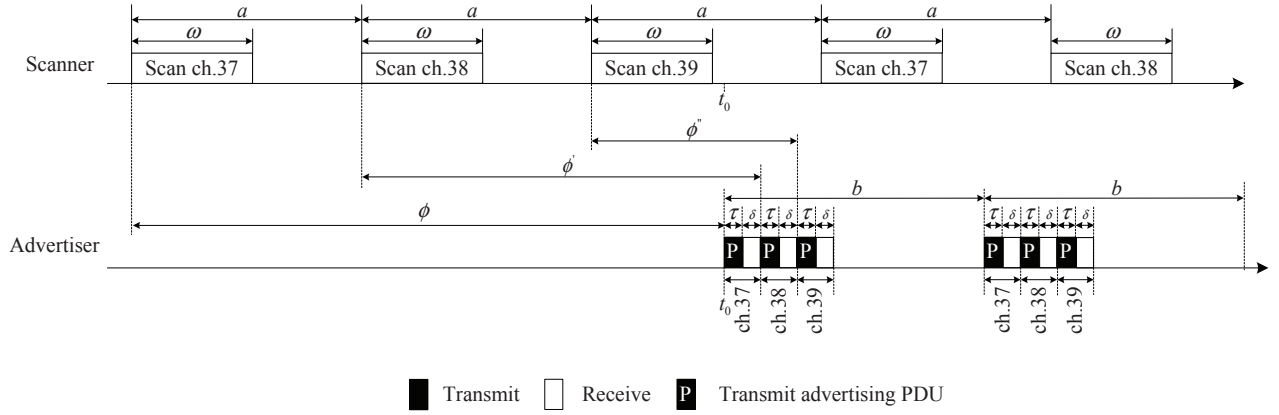 a a a a
ω ω ω ω ω
Scanner Scan ch.37 Scan ch.38 Scan ch.39 Scan ch.37 Scan ch.38
t₀
ϕ"
ϕ'
b b
ϕ τ δ τ δ τ δ τ δ τ δ τ δ
Advertiser P P P P P P
t₀ ch.37 ch.38 ch.39 ch.37 ch.38 ch.39
Transmit Receive P Transmit advertising PDU